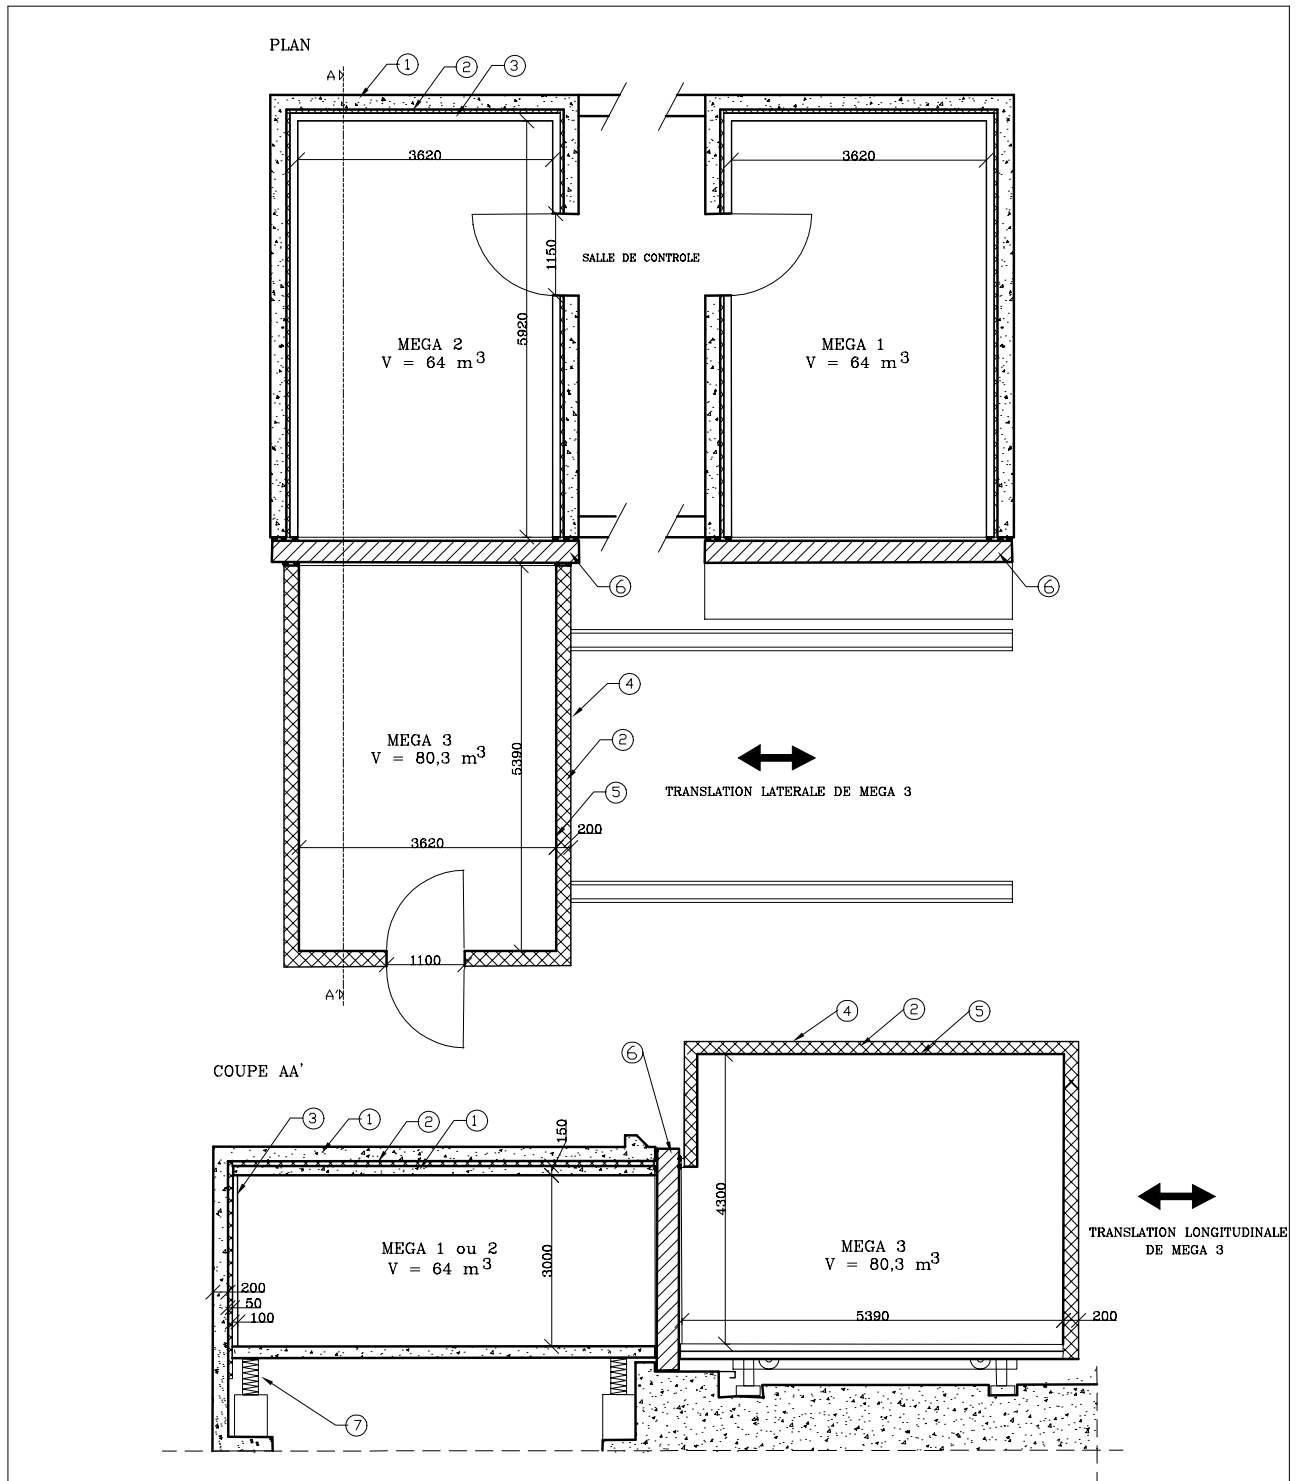 PLAN
A
1
2
3
3620
3620
1150
SALLE DE CONTROLE
5920
MEGA 2
V = 64 m3
MEGA 1
V = 64 m3
6
6
4
MEGA 3
V = 80,3 m3
2
5390
TRANSLATION LATERALE DE MEGA 3
5
200
3620
1100
A'
4
2
5
COUPE AA'
6
3
1
2
1
150
4300
3000
MEGA 1 ou 2
V = 64 m3
MEGA 3
V = 80,3 m3
TRANSLATION LONGITUDINALE
DE MEGA 3
200
50
100
5390
200
7